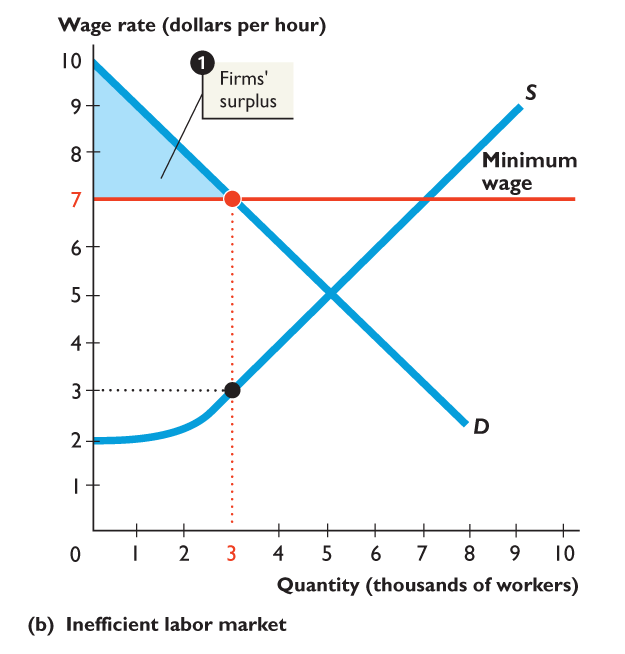 Wage rate (dollars per hour)
10
1
Firms'
surplus
9
S
8
Minimum
wage
7
6
5
4
3
D
2
1
0 1 2 3 4 5 6 7 8 9 10
Quantity (thousands of workers)
(b) Inefficient labor market